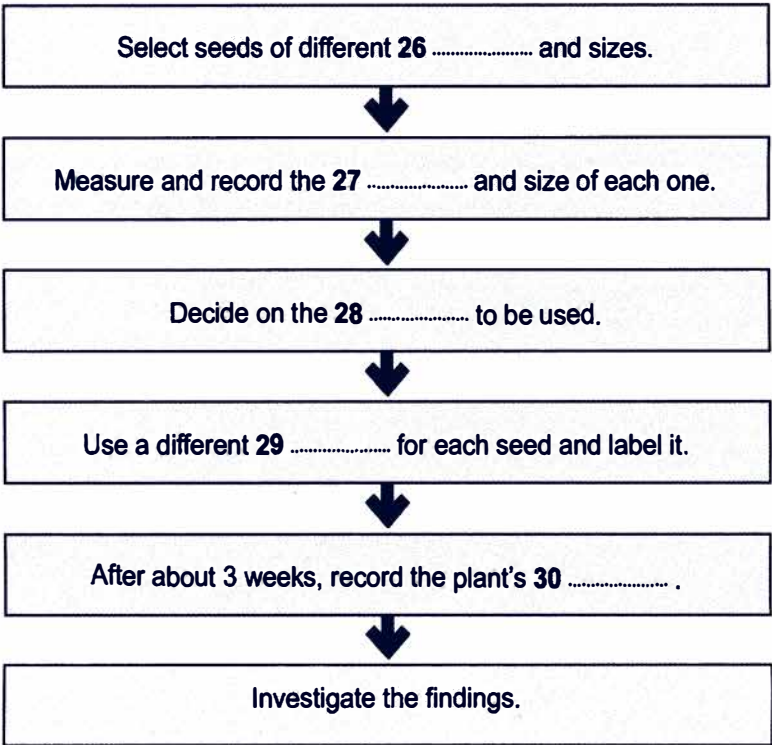 Select seeds of different 26 .................... and sizes.
Measure and record the 27 .................... and size of each one.
Decide on the 28 .................... to be used.
Use a different 29 .................... for each seed and label it.
After about 3 weeks, record the plant's 30 .................... .
Investigate the findings.